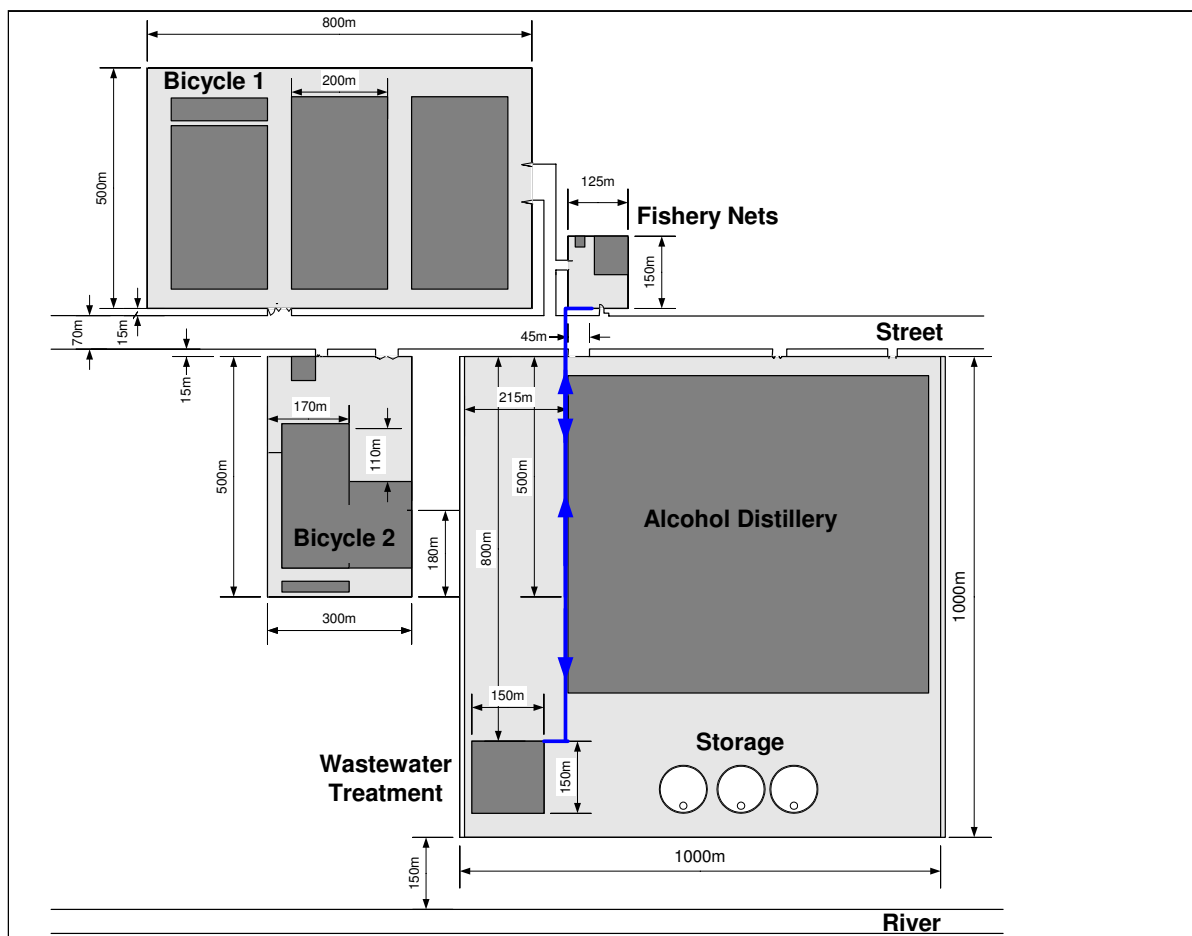 800m
Bicycle 1
200m
500m
125m
Fishery Nets
150m
70m
15m
45m
Street
15m
170m
215m
110m
500m
500m
800m
Alcohol Distillery
Bicycle 2
180m
1000m
300m
150m
Storage
Wastewater
Treatment
150m
1000m
150m
River